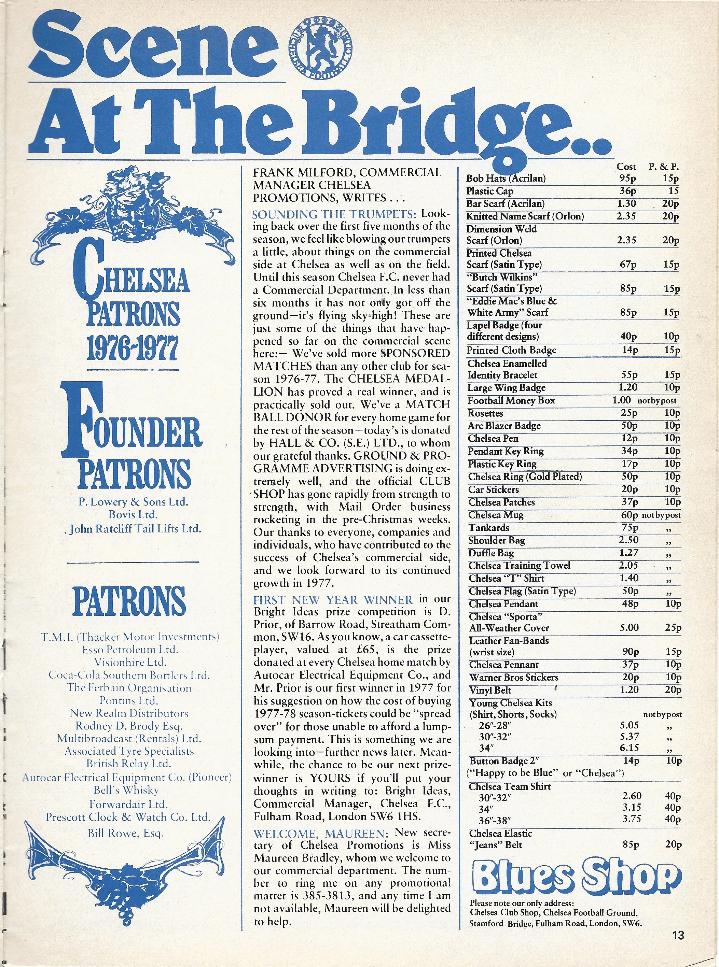 Scene
At The Bridge..
CHELSEA
PATRONS
1976-1977
FOUNDER
PATRONS
P. Lowery & Sons Ltd.
Bovis Ltd.
John Ratcliff Tail Lifts Ltd.
PATRONS
T.M.I. (Thacker Motor Investments)
Esso Petroleum Ltd.
Visionhire Ltd.
Coca-Cola Southern Bottlers Ltd.
The Ferbain Organisation
Pontins Ltd.
New Realm Distributors
Rodney D. Brody Esq.
Multibroadcast (Rentals) Ltd.
Associated Tyre Specialists
British Relay Ltd.
Autocar Electrical Equipment Co. (Pioneer)
Bell's Whisky
Forwardair Ltd.
Prescott Clock & Watch Co. Ltd.
Bill Rowe, Esq.
FRANK MILFORD, COMMERCIAL
MANAGER CHELSEA
PROMOTIONS, WRITES . . .
SOUNDING THE TRUMPETS: Look-
ing back over the first five months of the
season, we feel like blowing our trumpets
a little, about things on the commercial
side at Chelsea as well as on the field.
Until this season Chelsea F.C. never had
a Commercial Department. In less than
six months it has not only got off the
ground—it's flying sky-high! These are
just some of the things that have hap-
pened so far on the commercial scene
here:— We've sold more SPONSORED
MATCHES than any other club for sea-
son 1976-77. The CHELSEA MEDAL-
LION has proved a real winner, and is
practically sold out. We've a MATCH
BALL DONOR for every home game for
the rest of the season—today's is donated
by HALL & CO. (S.E.) LTD., to whom
our grateful thanks. GROUND & PRO-
GRAMME ADVERTISING is doing ex-
tremely well, and the official CLUB
SHOP has gone rapidly from strength to
strength, with Mail Order business
rocketing in the pre-Christmas weeks.
Our thanks to everyone, companies and
individuals, who have contributed to the
success of Chelsea's commercial side,
and we look forward to its continued
growth in 1977.
FIRST NEW YEAR WINNER in our
Bright Ideas prize competition is D.
Prior, of Barrow Road, Streatham Com-
mon, SW16. As you know, a car cassette-
player, valued at £65, is the prize
donated at every Chelsea home match by
Autocar Electrical Equipment Co., and
Mr. Prior is our first winner in 1977 for
his suggestion on how the cost of buying
1977-78 season-tickets could be "spread
over" for those unable to afford a lump-
sum payment. This is something we are
looking into—further news later. Mean-
while, the chance to be our next prize-
winner is YOURS if you'll put your
thoughts in writing to: Bright Ideas,
Commercial Manager, Chelsea F.C.,
Fulham Road, London SW6 1HS.
WELCOME, MAUREEN: New secre-
tary of Chelsea Promotions is Miss
Maureen Bradley, whom we welcome to
our commercial department. The num-
ber to ring me on any promotional
matter is 385-3813, and any time I am
not available, Maureen will be delighted
to help.
Cost P. & P.
Bob Hats (Acrilan) 95p 15p
Plastic Cap 36p 15
Bar Scarf (Acrilan) 1.30 20p
Knitted Name Scarf (Orlon) 2.35 20p
Dimension Weld
Scarf (Orlon) 2.35 20p
Printed Chelsea
Scarf (Satin Type) 67p 15p
"Butch Wilkins"
Scarf (Satin Type) 85p 15p
"Eddie Mac's Blue &
White Army" Scarf 85p 15p
Lapel Badge (four
different designs) 40p 10p
Printed Cloth Badge 14p 15p
Chelsea Enamelled
Identity Bracelet 55p 15p
Large Wing Badge 1.20 10p
Football Money Box 1.00 not by post
Rosettes 25p 10p
Arc Blazer Badge 50p 10p
Chelsea Pen 12p 10p
Pendant Key Ring 34p 10p
Plastic Key Ring 17p 10p
Chelsea Ring (Gold Plated) 50p 10p
Car Stickers 20p 10p
Chelsea Patches 37p 10p
Chelsea Mug 60p not by post
Tankards 75p „
Shoulder Bag 2.50 „
Duffle Bag 1.27 „
Chelsea Training Towel 2.05 „
Chelsea "T" Shirt 1.40 „
Chelsea Flag (Satin Type) 50p „
Chelsea Pendant 48p 10p
Chelsea "Sporta"
All-Weather Cover 5.00 25p
Leather Fan-Bands
(wrist size) 90p 15p
Chelsea Pennant 37p 10p
Warner Bros Stickers 20p 10p
Vinyl Belt 1.20 20p
Young Chelsea Kits
(Shirt, Shorts, Socks) not by post
26"-28" 5.05 „
30"-32" 5.37 „
34" 6.15 „
Button Badge 2" 14p 10p
("Happy to be Blue" or "Chelsea")
Chelsea Team Shirt
30"-32" 2.60 40p
34" 3.15 40p
36"-38" 3.75 40p
Chelsea Elastic
"Jeans" Belt 85p 20p
Blues Shop
Please note our only address:
Chelsea Club Shop, Chelsea Football Ground,
Stamford Bridge, Fulham Road, London, SW6.
13